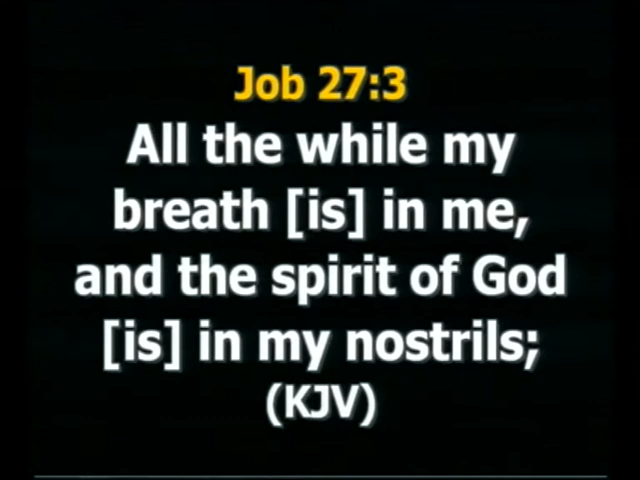 Job 27:3
All the while my
breath [is] in me,
and the spirit of God
[is] in my nostrils;
(KJV)